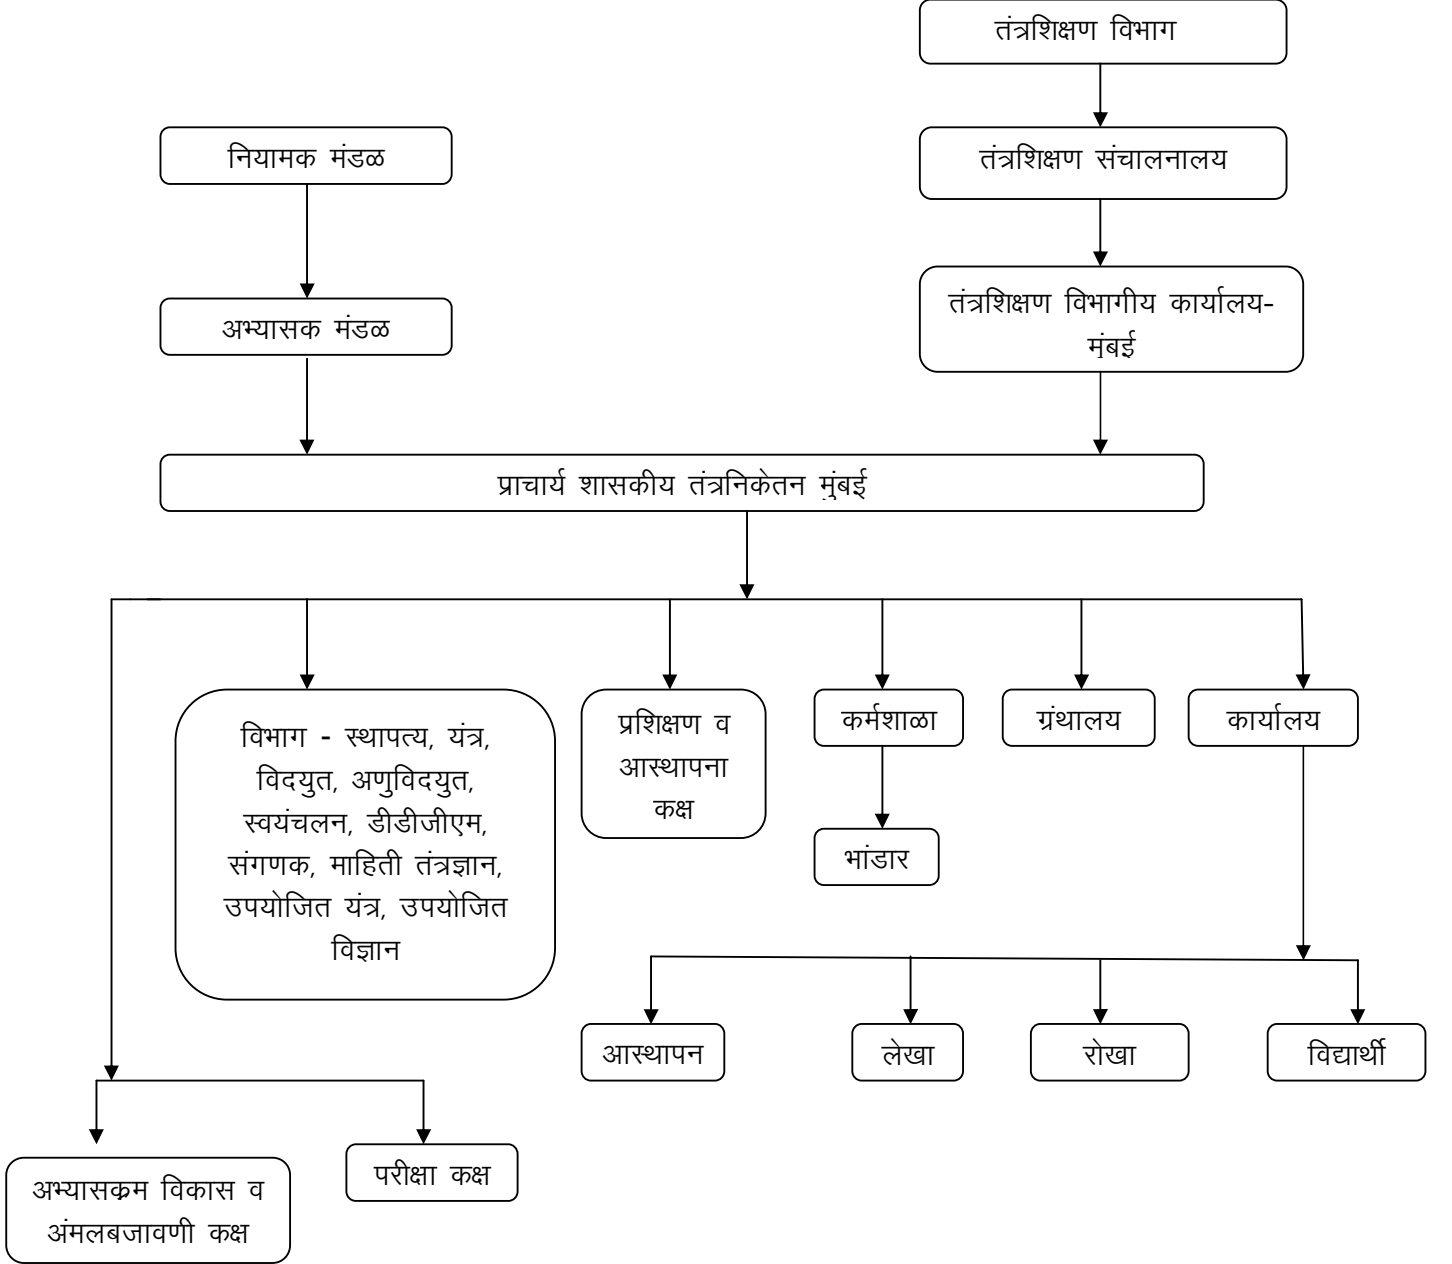 तंत्रशिक्षण विभाग
नियामक मंडळ
तंत्रशिक्षण संचालनालय
अभ्यासक मंडळ
तंत्रशिक्षण विभागीय कार्यालय-
मुंबई
प्राचार्य शासकीय तंत्रनिकेतन मुंबई
विभाग - स्थापत्य, यंत्र,
विदयुत, अणुविदयुत,
स्वयंचलन, डीडीजीएम,
संगणक, माहिती तंत्रज्ञान,
उपयोजित यंत्र, उपयोजित
विज्ञान
प्रशिक्षण व
आस्थापना
कक्ष
कर्मशाळा
ग्रंथालय
कार्यालय
भांडार
आस्थापन
लेखा
रोखा
विद्यार्थी
अभ्यासक्रम विकास व
अंमलबजावणी कक्ष
परीक्षा कक्ष